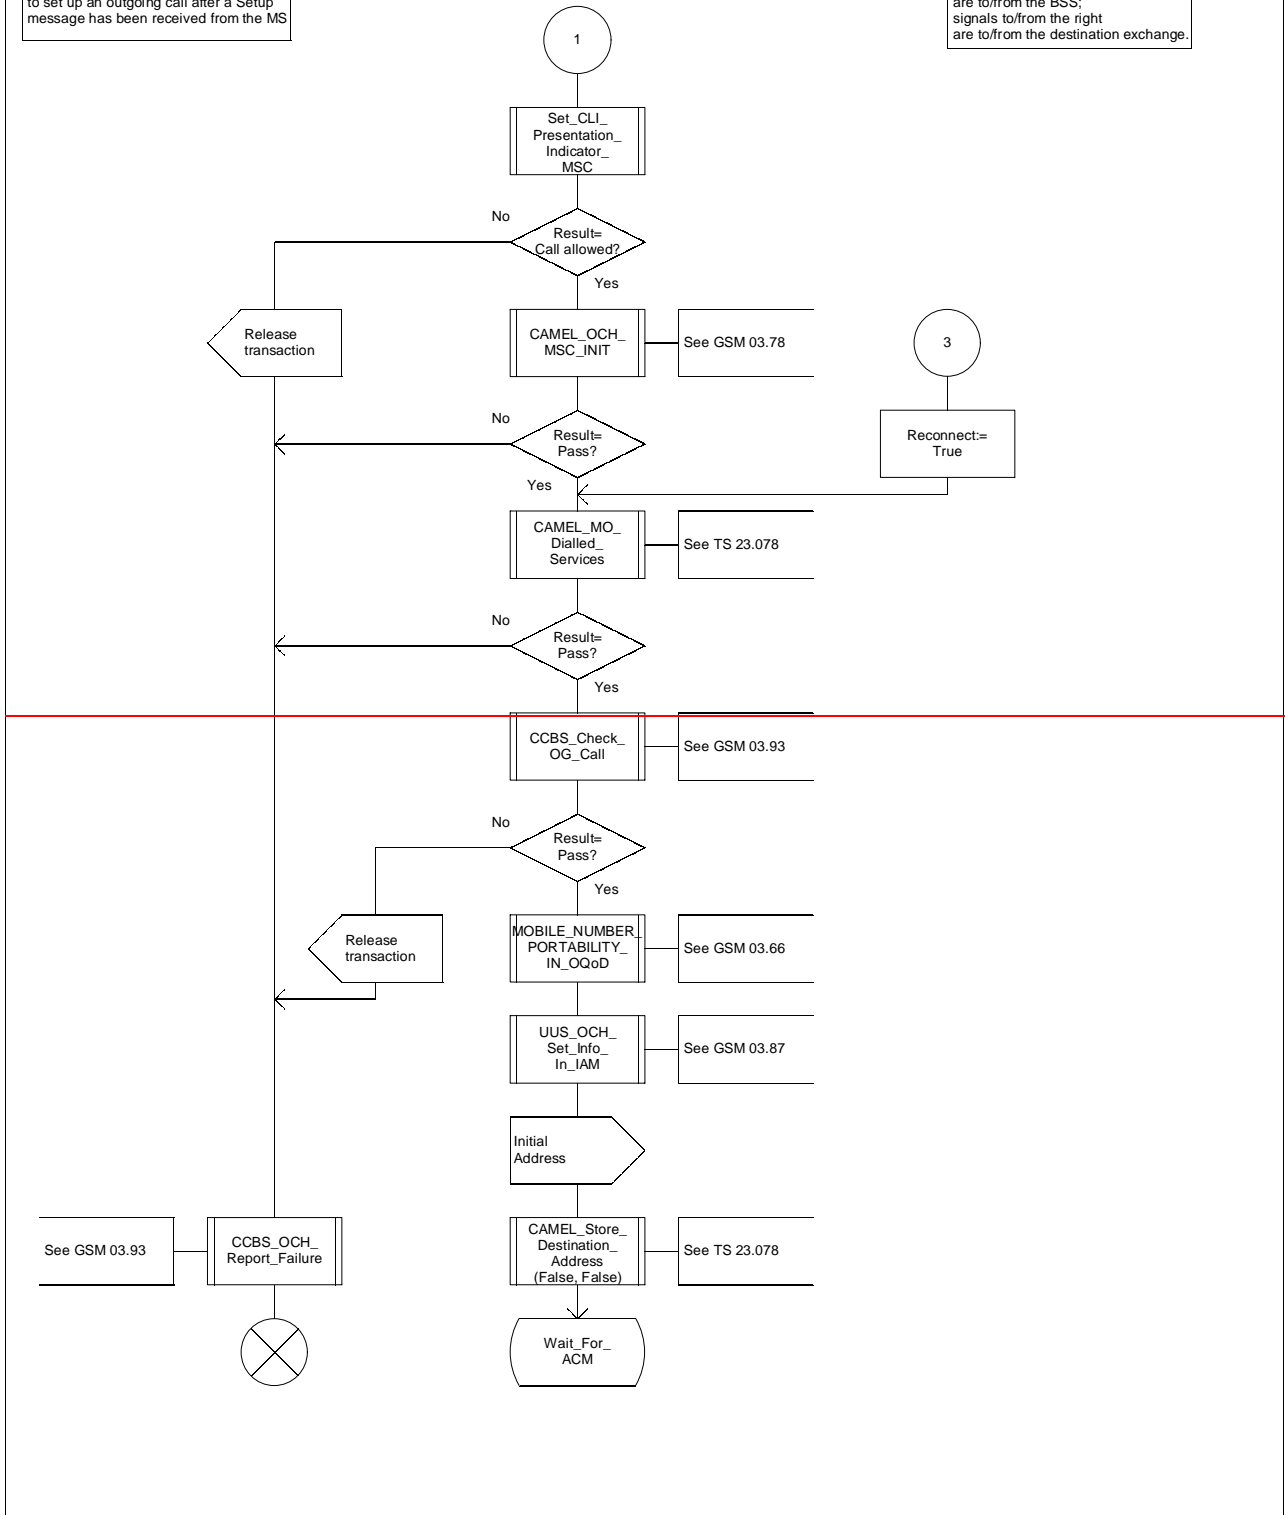 to set up an outgoing call after a Setup
message has been received from the MS
are to/from the BSS;
signals to/from the right
are to/from the destination exchange.
1
Set_CLI_
Presentation_
Indicator_
MSC
No
Result=
Call allowed?
Yes
Release
transaction
CAMEL_OCH_
MSC_INIT
See GSM 03.78
3
No
Result=
Pass?
Reconnect:=
True
Yes
CAMEL_MO_
Dialled_
Services
See TS 23.078
No
Result=
Pass?
Yes
CCBS_Check_
OG_Call
See GSM 03.93
No
Result=
Pass?
Yes
Release
transaction
MOBILE_NUMBER_
PORTABILITY_
IN_OQoD
See GSM 03.66
UUS_OCH_
Set_Info_
In_IAM
See GSM 03.87
Initial
Address
See GSM 03.93
CCBS_OCH_
Report_Failure
CAMEL_Store_
Destination_
Address
(False, False)
See TS 23.078
Wait_For_
ACM